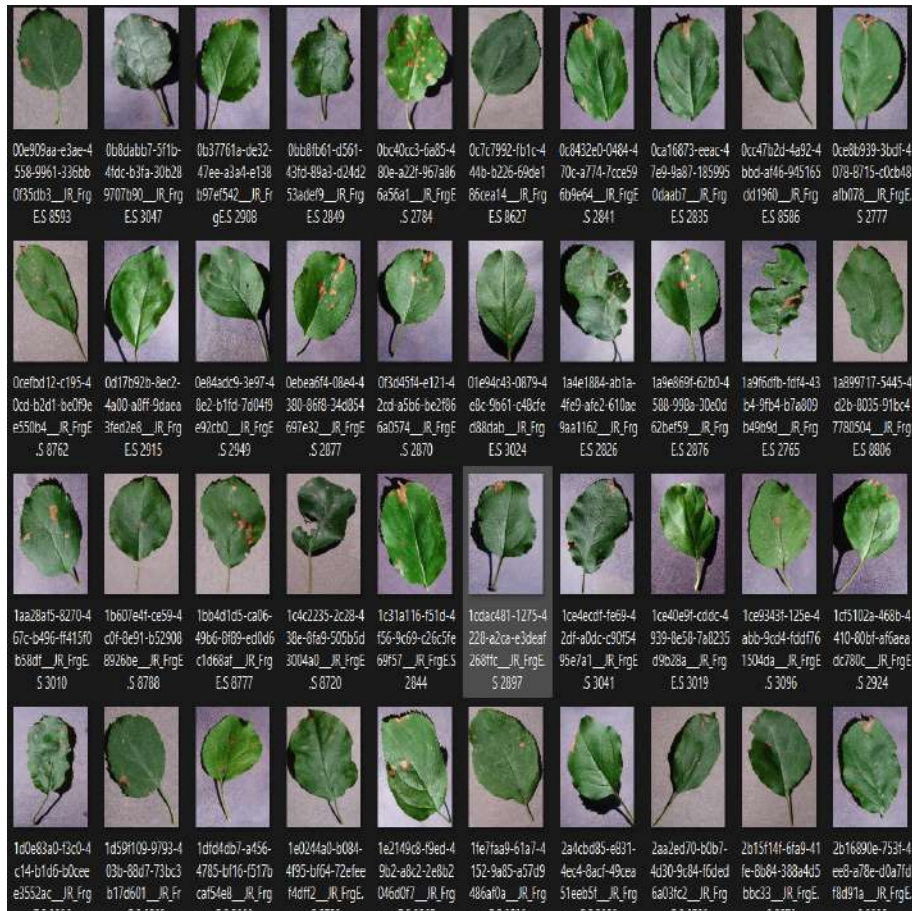 00e909aa-e3ae-4
558-9961-336bb
0f35db3__JR_Frg
E.S 8593
0b8dabb7-5f1b-
4fdc-b3fa-30b28
9707b90__JR_Frg
E.S 3047
0b37761a-de32-
47ee-a3a4-e138
b97ef542__JR_Fr
gE.S 2908
0bb8fb61-d561-
43fd-89a3-d24d2
53adef9__JR_Frg
E.S 2849
0bc40cc3-6a85-4
80e-a22f-967a86
6a56a1__JR_FrgE
.S 2784
0c7c7992-fb1c-4
44b-b226-69de1
86cea14__JR_Frg
E.S 8627
0c8432e0-0484-4
70c-a774-7cce59
6b9e64__JR_FrgE
.S 2841
0ca16873-eeac-4
7e9-9a87-185995
0daab7__JR_FrgE
.S 2835
0cc47b2d-4a92-4
bbd-af46-945165
dd1960__JR_FrgE
.S 8586
0ce8b939-3bdf-4
078-8715-c0cb48
afb078__JR_FrgE.
S 2777
0cefbd12-c195-4
0cd-b2d1-be0f9e
e550b4__JR_FrgE
.S 8762
0d17b92b-8ec2-
4a00-a8ff-9daea
3fed2e8__JR_Frg
E.S 2915
0e84adc9-3e97-4
8e2-b1fd-7d04f9
e92cb0__JR_FrgE
.S 2949
0ebea6f4-08e4-4
380-86f8-34d854
697e32__JR_FrgE
.S 2877
0f3d45f4-e121-4
2cd-a5b6-be2f86
6a0574__JR_FrgE
.S 2870
01e94c43-0879-4
e8c-9b61-c48cfe
d88dab__JR_Frg
E.S 3024
1a4e1884-ab1a-
4fe9-afe2-610ae
9aa1162__JR_Frg
E.S 2826
1a9e869f-62b0-4
588-998a-30e0d
62bef59__JR_Frg
E.S 2876
1a9f6dfb-fdf4-43
b4-9fb4-b7a809
b49b9d__JR_Frg
E.S 2765
1a899717-5445-4
d2b-8035-91bc4
7780504__JR_Frg
E.S 8806
1aa28af5-8270-4
67c-b496-ff415f0
b58df__JR_FrgE.
S 3010
1b607e4f-ce59-4
c0f-8e91-b52908
8926be__JR_FrgE
.S 8788
1bb4d1d5-ca06-
49b6-8f89-ed0d6
c1d68af__JR_Frg
E.S 8777
1c4c2235-2c28-4
38e-8fa9-505b5d
3004a0__JR_FrgE
.S 8720
1c31a116-f51d-4
f56-9c69-c26c5fe
69f57__JR_FrgE.S
2844
1cdac481-1275-4
228-a2ca-e3deaf
268ffc__JR_FrgE.
S 2897
1ce4ecdf-fe69-4
2df-a0dc-c90f54
95e7a1__JR_FrgE
.S 3041
1ce40e9f-cddc-4
939-8e58-7a8235
d9b28a__JR_Frg
E.S 3019
1ce9343f-125e-4
abb-9cd4-fddf76
1504da__JR_FrgE
.S 3096
1cf5102a-468b-4
410-80bf-af6aea
dc780c__JR_FrgE
.S 2924
1d0e83a0-f3c0-4
c14-b1d6-b0cee
e3552ac__JR_Frg
1d59f109-9793-4
03b-88d7-73bc3
b17d601__JR_Fr
1dfd4db7-a456-
4785-bf16-f517b
caf54e8__JR_Frg
1e0244a0-b084-
4f95-bf64-72efee
f4dff2__JR_FrgE.
1e2149c8-f9ed-4
9b2-a8c2-2e8b2
046d0f7__JR_Frg
1fe7faa9-61a7-4
152-9a85-a57d9
486af0a__JR_Frg
2a4cbd85-e831-
4ec4-8acf-49cea
51eeb5f__JR_Frg
2aa2ed70-b0b7-
4d30-9c84-f6ded
6a03fc2__JR_Frg
2b15f14f-6fa9-41
fe-8b84-388a4d5
bbc33__JR_FrgE.
2b16890e-753f-4
ee8-a78e-d0a7fd
f8d91a__JR_FrgE.